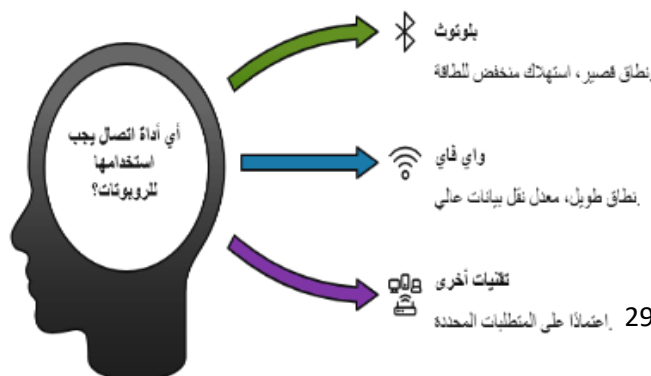 أي أداة اتصال يجب
استخدامها
للروبوتات؟
بلوتوث
نطاق قصير، استهلاك منخفض للطاقة.
واي فاي
نطاق طويل، معدل نقل بيانات عالي.
تقنيات أخرى
اعتمادًا على المتطلبات المحددة.
29